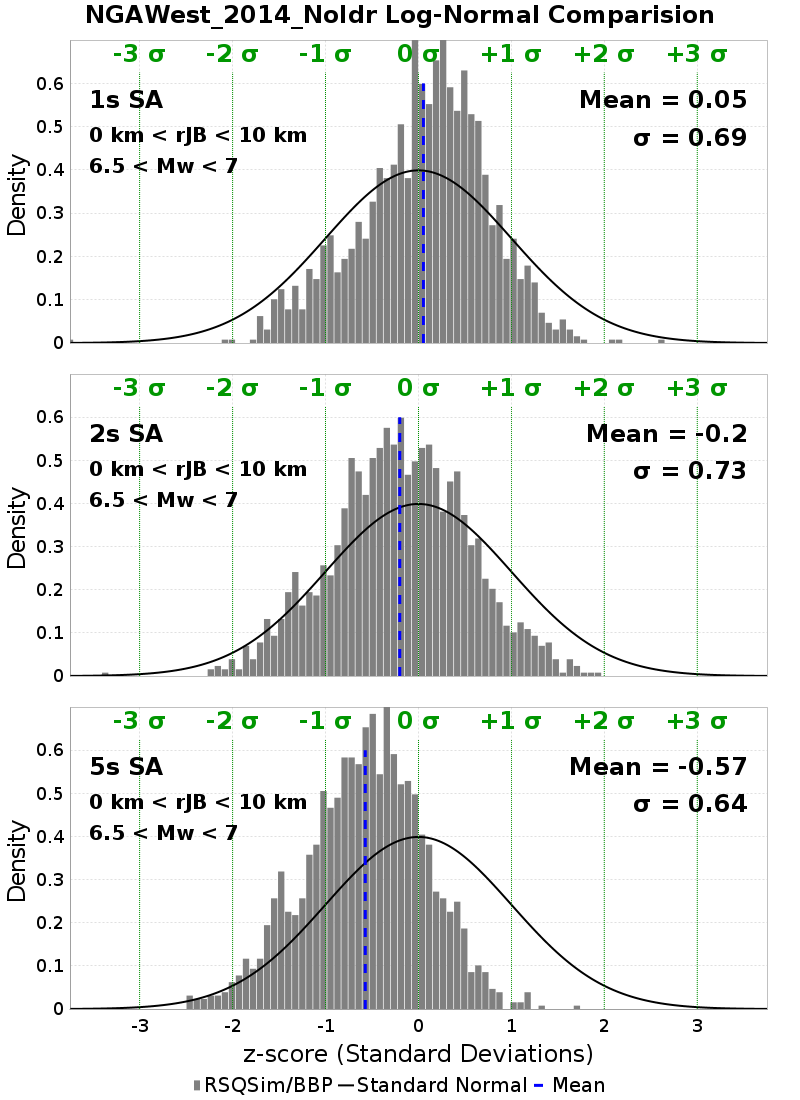 NGAWest_2014_NoIdr Log-Normal Comparision
-3 σ -2 σ -1 σ 0 σ +1 σ +2 σ +3 σ
1s SA
Mean = 0.05
0 km < rJB < 10 km
σ = 0.69
6.5 < Mw < 7
0.6
0.5
0.4
0.3
0.2
0.1
0
Density
-3 σ -2 σ -1 σ 0 σ +1 σ +2 σ +3 σ
2s SA
Mean = -0.2
0 km < rJB < 10 km
σ = 0.73
6.5 < Mw < 7
0.6
0.5
0.4
0.3
0.2
0.1
0
Density
-3 σ -2 σ -1 σ 0 σ +1 σ +2 σ +3 σ
5s SA
Mean = -0.57
0 km < rJB < 10 km
σ = 0.64
6.5 < Mw < 7
0.6
0.5
0.4
0.3
0.2
0.1
0
Density
-3 -2 -1 0 1 2 3
z-score (Standard Deviations)
RSQSim/BBP Standard Normal Mean